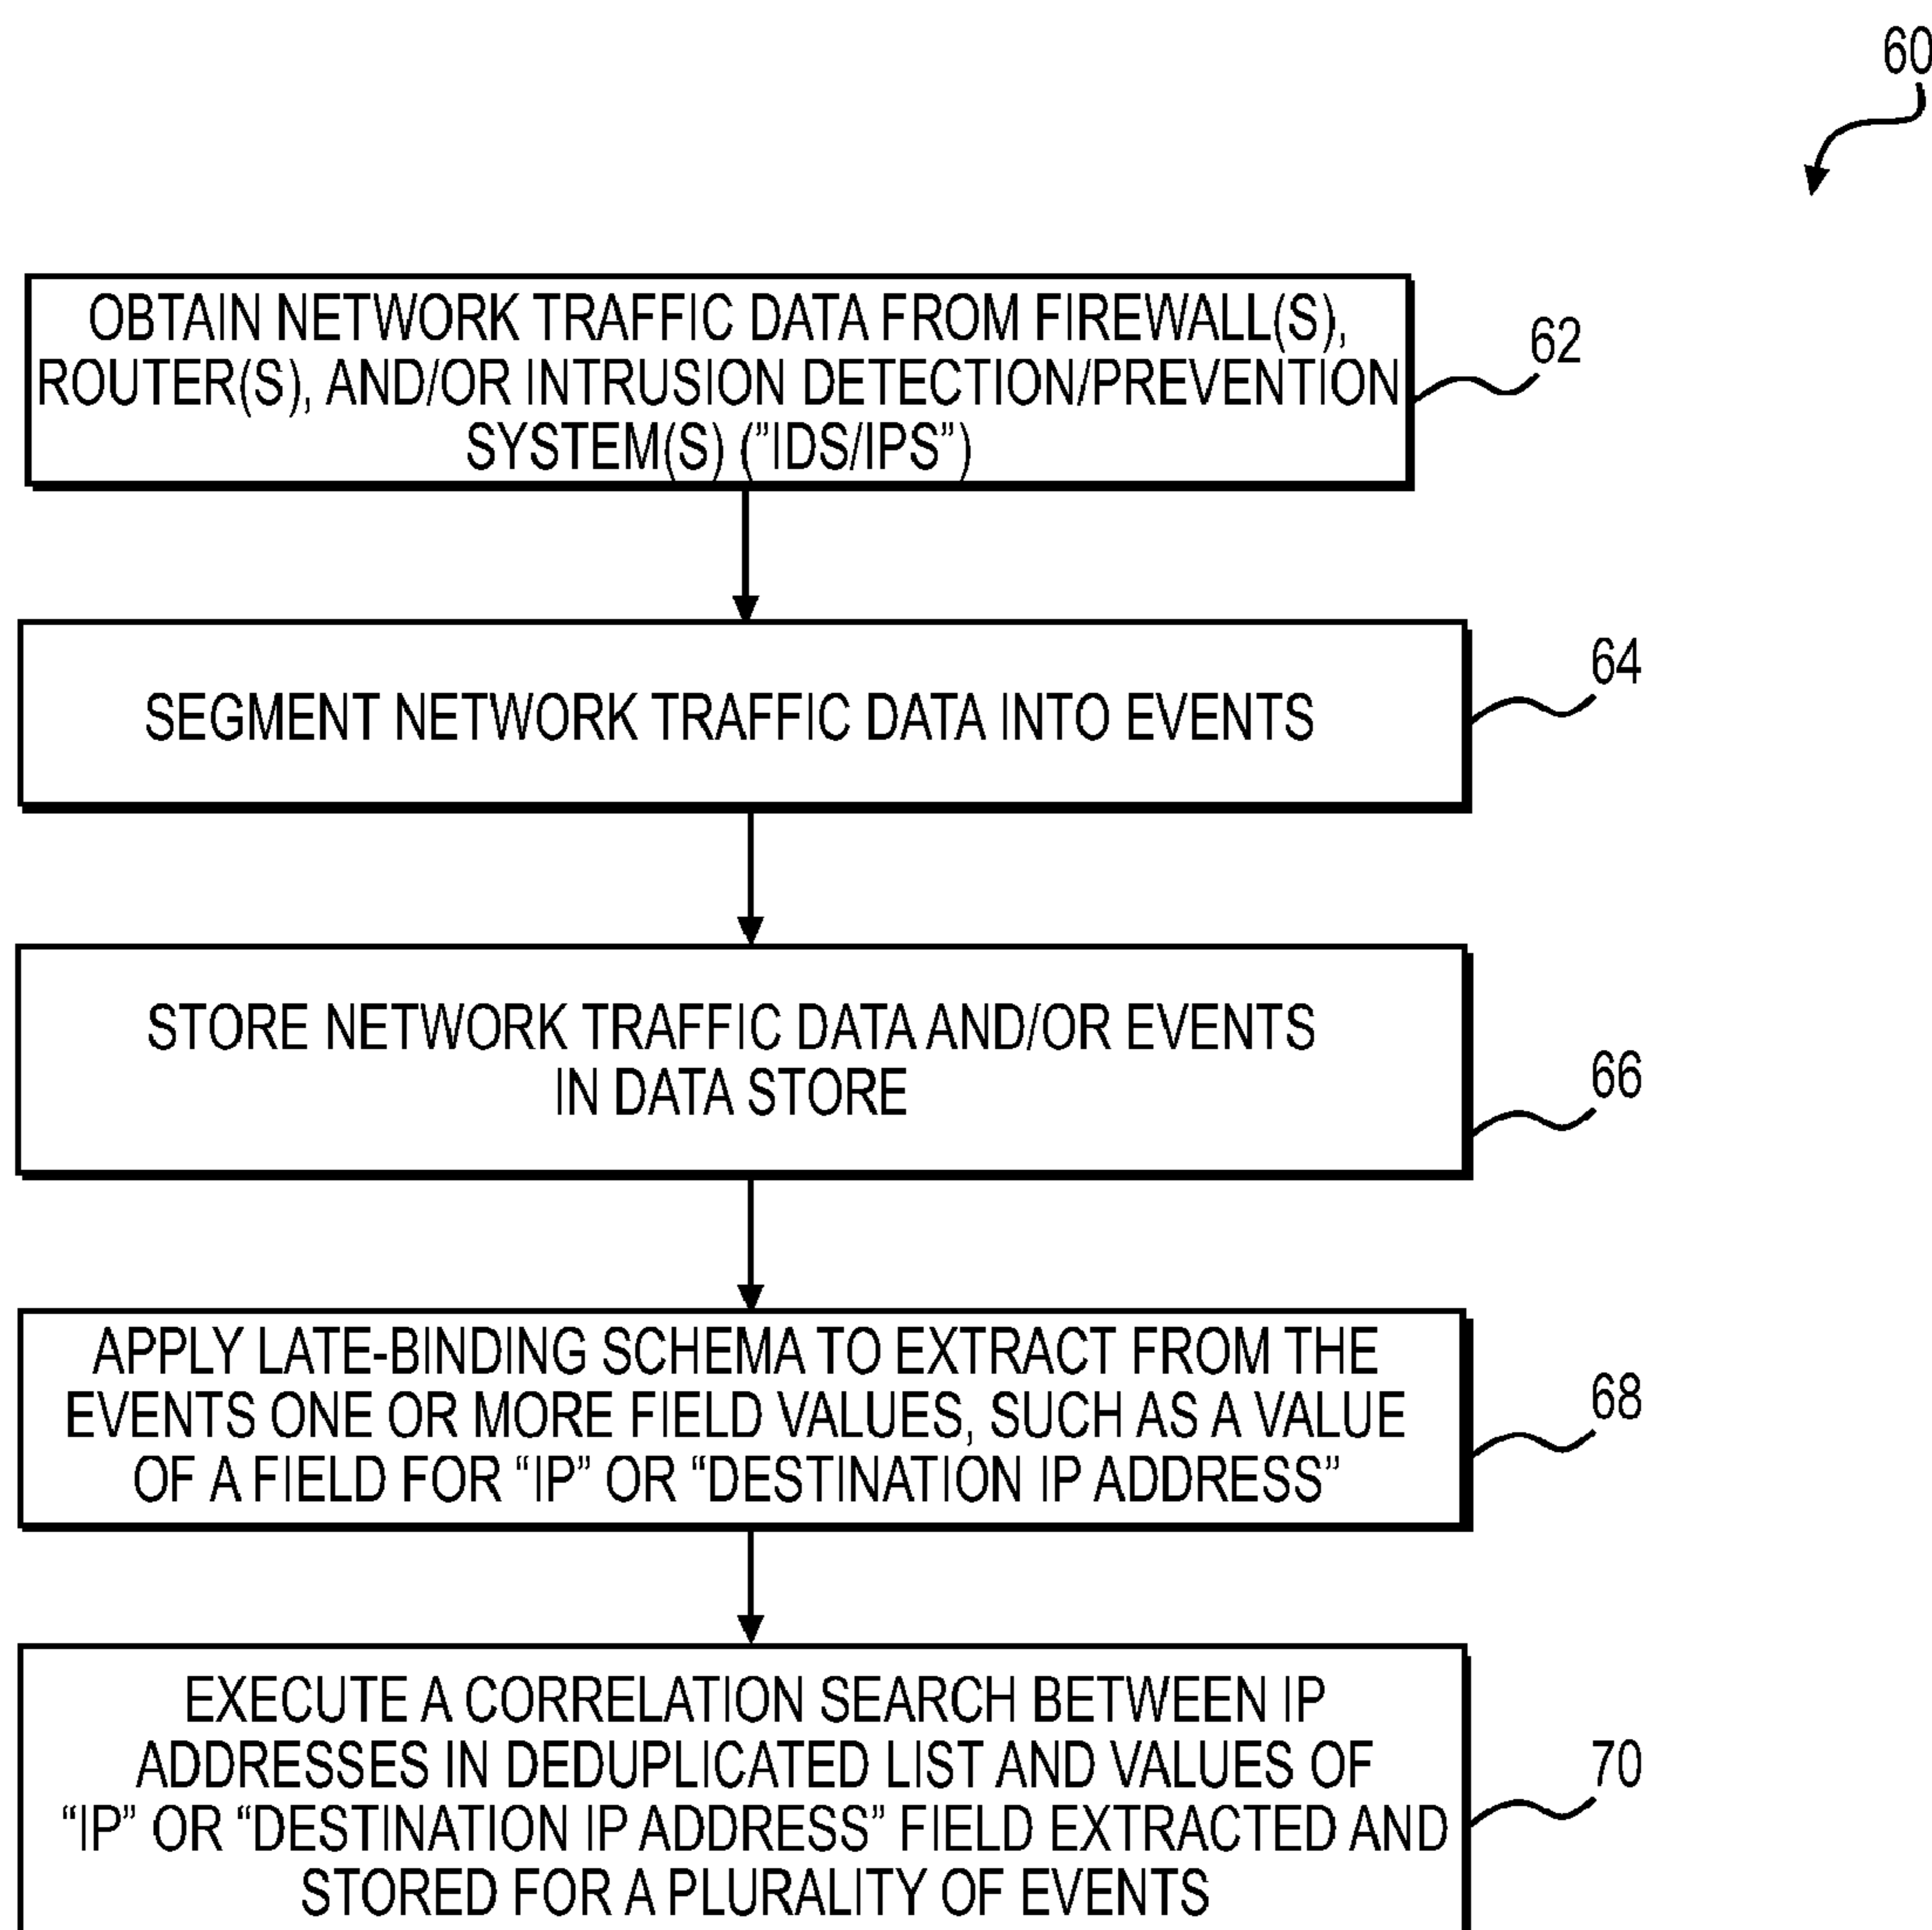 60
OBTAIN NETWORK TRAFFIC DATA FROM FIREWALL(S),
ROUTER(S), AND/OR INTRUSION DETECTION/PREVENTION
SYSTEM(S) (”IDS/IPS”)
62
SEGMENT NETWORK TRAFFIC DATA INTO EVENTS
64
STORE NETWORK TRAFFIC DATA AND/OR EVENTS
IN DATA STORE
66
APPLY LATE-BINDING SCHEMA TO EXTRACT FROM THE
EVENTS ONE OR MORE FIELD VALUES, SUCH AS A VALUE
OF A FIELD FOR “IP” OR “DESTINATION IP ADDRESS”
68
EXECUTE A CORRELATION SEARCH BETWEEN IP
ADDRESSES IN DEDUPLICATED LIST AND VALUES OF
“IP” OR “DESTINATION IP ADDRESS” FIELD EXTRACTED AND
STORED FOR A PLURALITY OF EVENTS
70